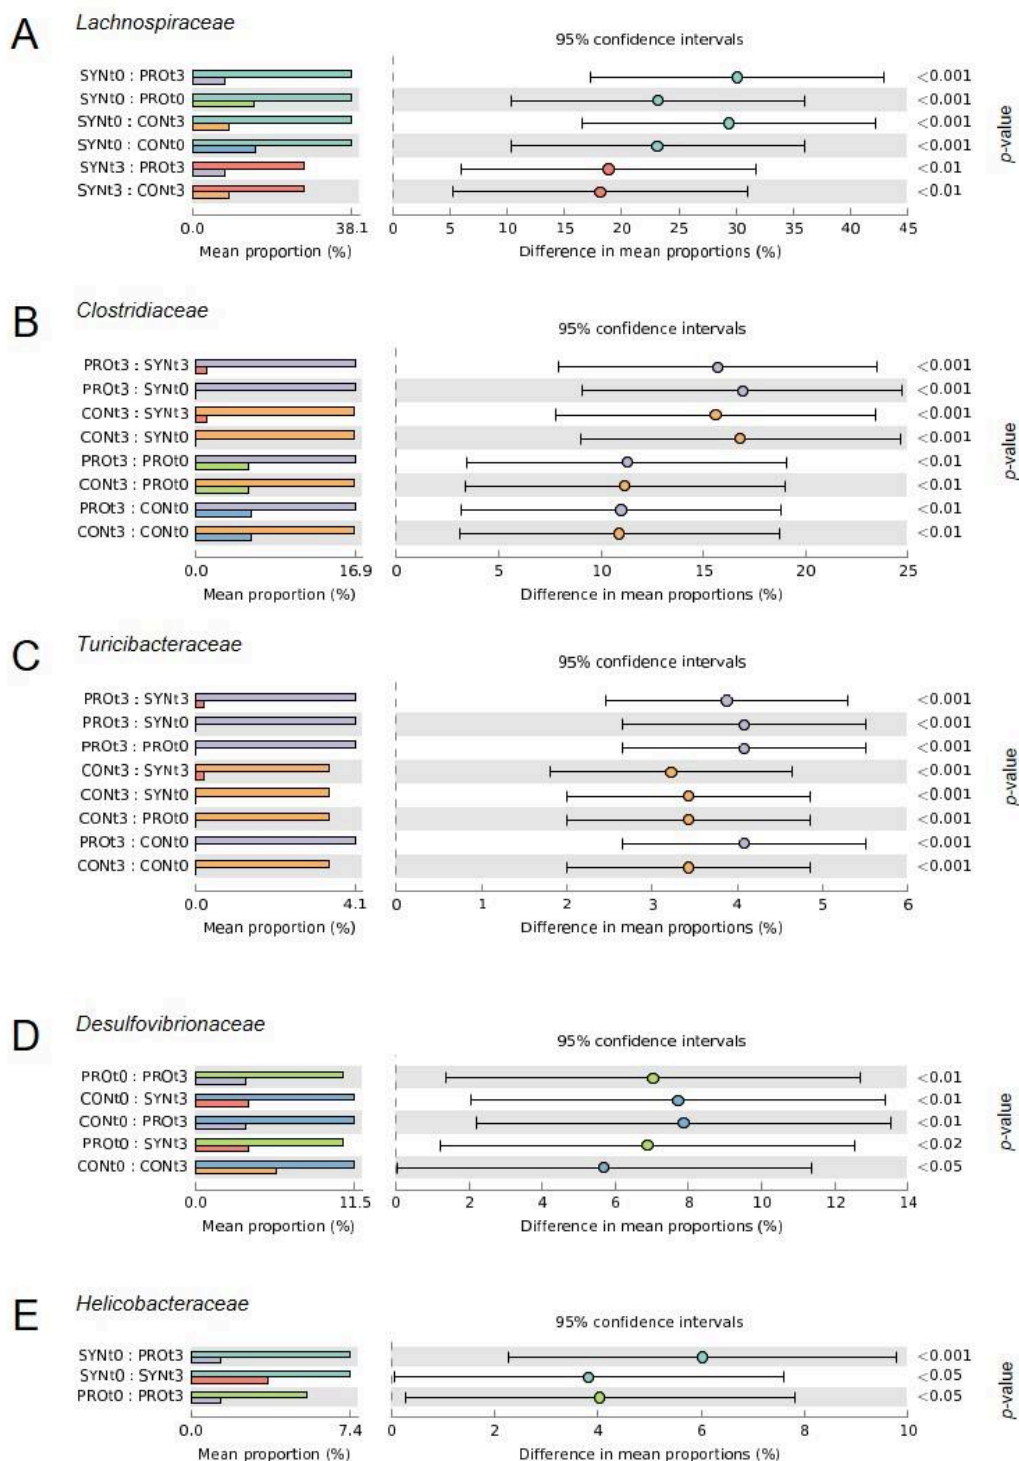 A Lachnospiraceae
95% confidence intervals
SYNt0 : PROt3 <0.001
SYNt0 : PROt0 <0.001
SYNt0 : CONt3 <0.001
SYNt0 : CONt0 <0.001
SYNt3 : PROt3 <0.01
SYNt3 : CONt3 <0.01
p-value
0.0 38.1 0 5 10 15 20 25 30 35 40 45
Mean proportion (%) Difference in mean proportions (%)
B Clostridiaceae
95% confidence intervals
PROt3 : SYNt3 <0.001
PROt3 : SYNt0 <0.001
CONt3 : SYNt3 <0.001
CONt3 : SYNt0 <0.001
PROt3 : PROt0 <0.01
CONt3 : PROt0 <0.01
PROt3 : CONt0 <0.01
CONt3 : CONt0 <0.01
p-value
0.0 16.9 0 5 10 15 20 25
Mean proportion (%) Difference in mean proportions (%)
C Turicibacteraceae
95% confidence intervals
PROt3 : SYNt3 <0.001
PROt3 : SYNt0 <0.001
PROt3 : PROt0 <0.001
CONt3 : SYNt3 <0.001
CONt3 : SYNt0 <0.001
CONt3 : PROt0 <0.001
PROt3 : CONt0 <0.001
CONt3 : CONt0 <0.001
p-value
0.0 4.1 0 1 2 3 4 5 6
Mean proportion (%) Difference in mean proportions (%)
D Desulfovibrionaceae
95% confidence intervals
PROt0 : PROt3 <0.01
CONt0 : SYNt3 <0.01
CONt0 : PROt3 <0.01
PROt0 : SYNt3 <0.02
CONt0 : CONt3 <0.05
p-value
0.0 11.5 0 2 4 6 8 10 12 14
Mean proportion (%) Difference in mean proportions (%)
E Helicobacteraceae
95% confidence intervals
SYNt0 : PROt3 <0.001
SYNt0 : SYNt3 <0.05
PROt0 : PROt3 <0.05
p-value
0.0 7.4 0 2 4 6 8 10
Mean proportion (%) Difference in mean proportions (%)